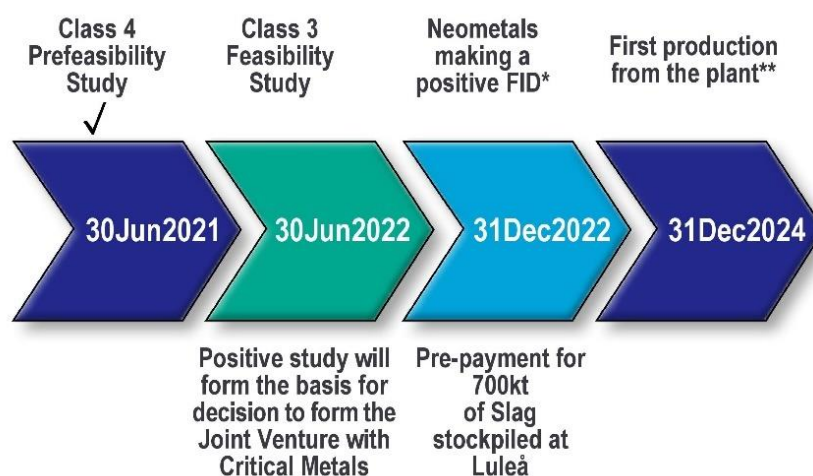 Class 4
Prefeasibility
Study
✓
Class 3
Feasibility
Study
Neometals
making a
positive FID*
First production
from the plant**
30Jun2021
30Jun2022
31Dec2022
31Dec2024
Positive study will
form the basis for
decision to form the
Joint Venture with
Critical Metals
Pre-payment for
700kt
of Slag
stockpiled at
Luleå